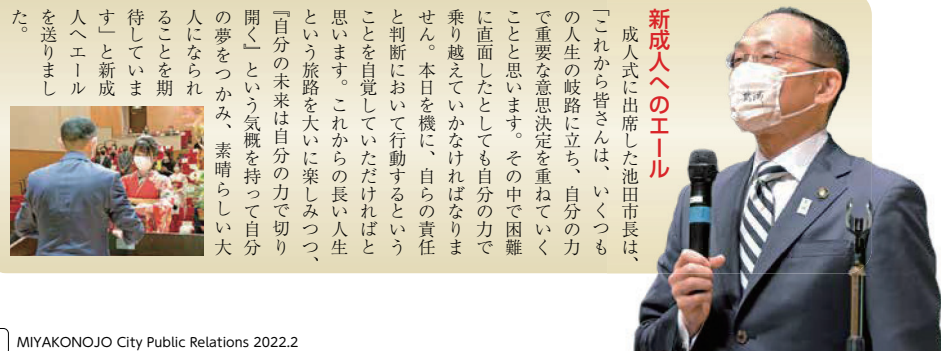 新成人へのエール
成人式に出席した池田市長は、
「これから皆さんは、いくつも
の人生の岐路に立ち、自分の力
で重要な意思決定を重ねていく
ことと思います。その中で困難
に直面したとしても自分の力で
乗り越えていかなければなりま
せん。本日を機に、自らの責任
と判断において行動するという
ことを自覚していただければと
思います。これからの長い人生
という旅路を大いに楽しみつつ、
『自分の未来は自分の力で切り
開く』という気概を持って自分
の夢をつかみ、素晴らしい大
人になられ
ることを期
待していま
す」と新成
人へエール
を送りまし
た。
MIYAKONOJO City Public Relations 2022.2